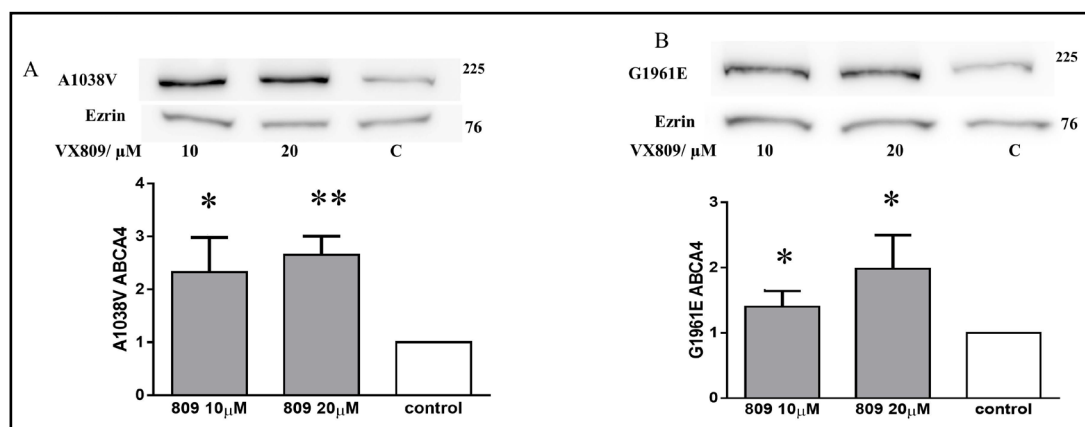 A
A1038V
225
Ezrin
76
VX809/ μM 10 20 C
4
3
2
1
0
A1038V ABCA4
* **
809 10μM 809 20μM control
B
G1961E
225
Ezrin
76
VX809/ μM 10 20 C
3
2
1
0
G1961E ABCA4
* *
809 10μM 809 20μM control